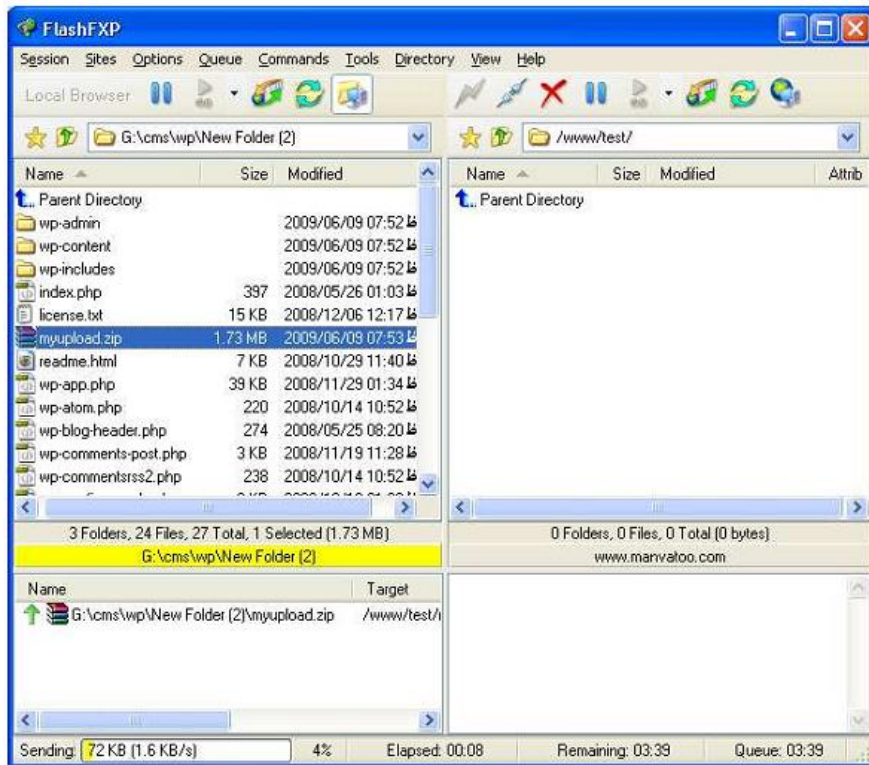 FlashFXP
Session Sites Options Queue Commands Tools Directory View Help
Local Browser
G:\cms\wp\New Folder (2)
Name Size Modified
Parent Directory
wp-admin 2009/06/09 07:52 ظ
wp-content 2009/06/09 07:52 ظ
wp-includes 2009/06/09 07:52 ظ
index.php 397 2008/05/26 01:03 ظ
license.txt 15 KB 2008/12/06 12:17 ظ
myupload.zip 1.73 MB 2009/06/09 07:53 ظ
readme.html 7 KB 2008/10/29 11:40 ظ
wp-app.php 39 KB 2008/11/29 01:34 ظ
wp-atom.php 220 2008/10/14 10:52 ظ
wp-blog-header.php 274 2008/05/25 08:20 ظ
wp-comments-post.php 3 KB 2008/11/19 11:28 ظ
wp-commentsrss2.php 238 2008/10/14 10:52 ظ
3 Folders, 24 Files, 27 Total, 1 Selected (1.73 MB)
G:\cms\wp\New Folder (2)
/www/test/
Name Size Modified Attrib
Parent Directory
0 Folders, 0 Files, 0 Total (0 bytes)
www.manvatoo.com
Name Target
G:\cms\wp\New Folder (2)\myupload.zip /www/test/
Sending: 72 KB (1.6 KB/s) 4% Elapsed: 00:08 Remaining: 03:39 Queue: 03:39